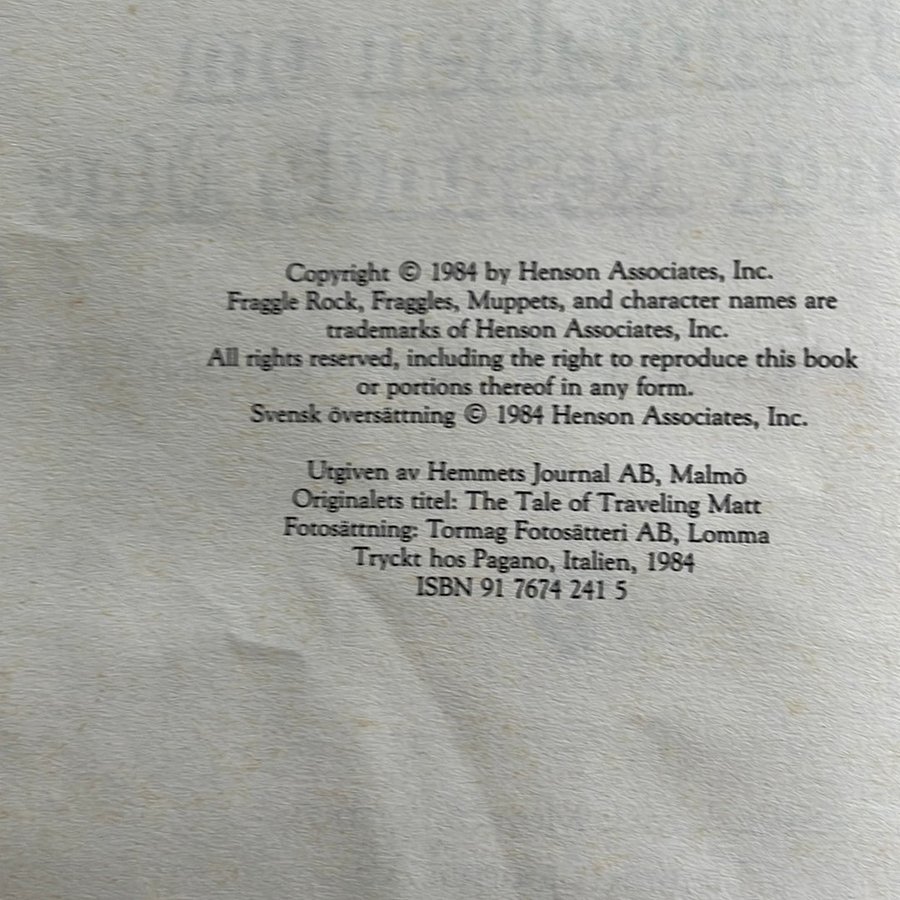 Copyright © 1984 by Henson Associates, Inc.
Fraggle Rock, Fraggles, Muppets, and character names are
trademarks of Henson Associates, Inc.
All rights reserved, including the right to reproduce this book
or portions thereof in any form.
Svensk översättning © 1984 Henson Associates, Inc.
Utgiven av Hemmets Journal AB, Malmö
Originalets titel: The Tale of Traveling Matt
Fotosättning: Tormag Fotosätteri AB, Lomma
Tryckt hos Pagano, Italien, 1984
ISBN 91 7674 241 5